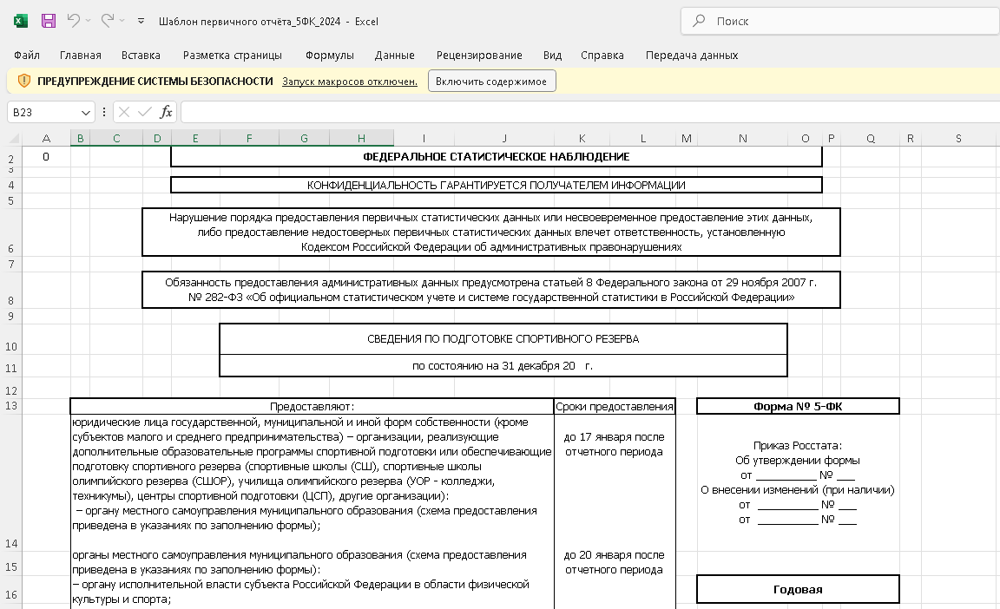 Шаблон первичного отчёта_5ФК_2024 - Excel
Поиск
Файл Главная Вставка Разметка страницы Формулы Данные Рецензирование Вид Справка Передача данных
ПРЕДУПРЕЖДЕНИЕ СИСТЕМЫ БЕЗОПАСНОСТИ Запуск макросов отключен. Включить содержимое
B23 fx
A B C D E F G H I J K L M N O P Q R S
2 0 ФЕДЕРАЛЬНОЕ СТАТИСТИЧЕСКОЕ НАБЛЮДЕНИЕ
3
4 КОНФИДЕНЦИАЛЬНОСТЬ ГАРАНТИРУЕТСЯ ПОЛУЧАТЕЛЕМ ИНФОРМАЦИИ
5
Нарушение порядка предоставления первичных статистических данных или несвоевременное предоставление этих данных,
либо предоставление недостоверных первичных статистических данных влечет ответственность, установленную
6 Кодексом Российской Федерации об административных правонарушениях
7
Обязанность предоставления административных данных предусмотрена статьей 8 Федерального закона от 29 ноября 2007 г.
8 № 282-ФЗ «Об официальном статистическом учете и системе государственной статистики в Российской Федерации»
9
10 СВЕДЕНИЯ ПО ПОДГОТОВКЕ СПОРТИВНОГО РЕЗЕРВА
11 по состоянию на 31 декабря 20 г.
12
13 Предоставляют: Сроки предоставления Форма № 5-ФК
юридические лица государственной, муниципальной и иной форм собственности (кроме
субъектов малого и среднего предпринимательства) – организации, реализующие
дополнительные образовательные программы спортивной подготовки или обеспечивающие
подготовку спортивного резерва (спортивные школы (СШ), спортивные школы
олимпийского резерва (СШОР), училища олимпийского резерва (УОР - колледжи,
техникумы), центры спортивной подготовки (ЦСП), другие организации):
– органу местного самоуправления муниципального образования (схема предоставления
приведена в указаниях по заполнению формы);
до 17 января после
отчетного периода
Приказ Росстата:
Об утверждении формы
от __________ № ___
О внесении изменений (при наличии)
от __________ № ___
от __________ № ___
14
органы местного самоуправления муниципального образования (схема предоставления
15 приведена в указаниях по заполнению формы):
– органу исполнительной власти субъекта Российской Федерации в области физической
16 культуры и спорта;
до 20 января после
отчетного периода
Годовая